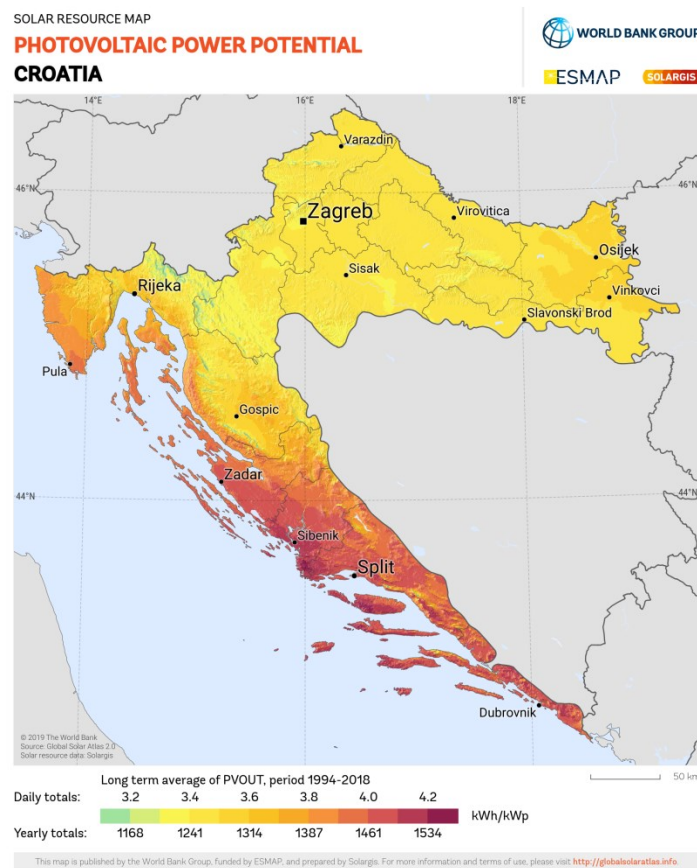 SOLAR RESOURCE MAP
PHOTOVOLTAIC POWER POTENTIAL
CROATIA
WORLD BANK GROUP
ESMAP
SOLARGIS
14°E
16°E
18°E
Varazdin
46°N
46°N
Zagreb
Virovitica
Osijek
Sisak
Rijeka
Vinkovci
Slavonski Brod
Pula
Gospic
Zadar
44°N
44°N
Sibenik
Split
Dubrovnik
© 2019 The World Bank
Source: Global Solar Atlas 2.0
Solar resource data: Solargis
50 km
Long term average of PVOUT, period 1994-2018
Daily totals: 3.2 3.4 3.6 3.8 4.0 4.2
kWh/kWp
Yearly totals: 1168 1241 1314 1387 1461 1534
This map is published by the World Bank Group, funded by ESMAP, and prepared by Solargis. For more information and terms of use, please visit http://globalsolaratlas.info.